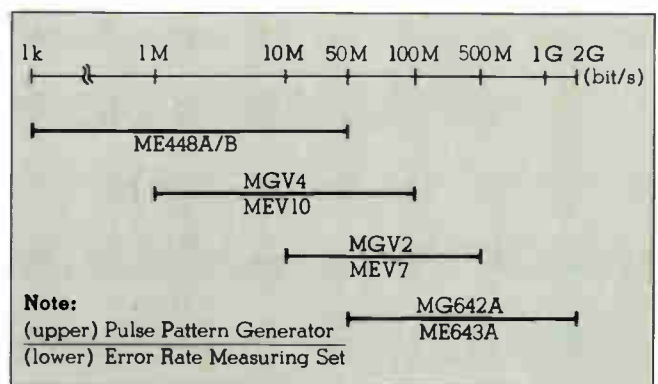 1k 1M 10M 50M 100M 500M 1G 2G
(bit/s)
ME448A/B
MGV4
MEV10
MGV2
MEV7
MG642A
ME643A
Note:
(upper) Pulse Pattern Generator
(lower) Error Rate Measuring Set